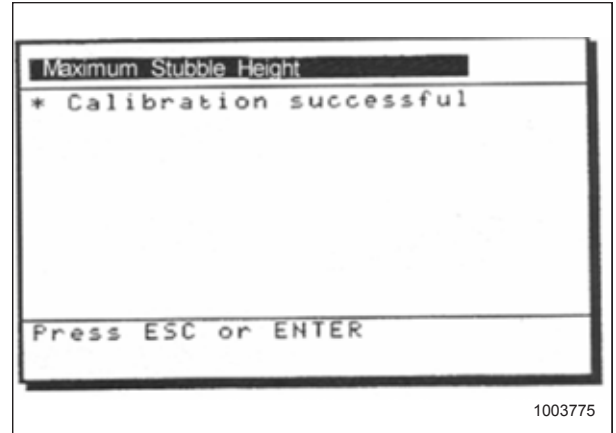 Maximum Stubble Height
* Calibration successful
Press ESC or ENTER
1003775